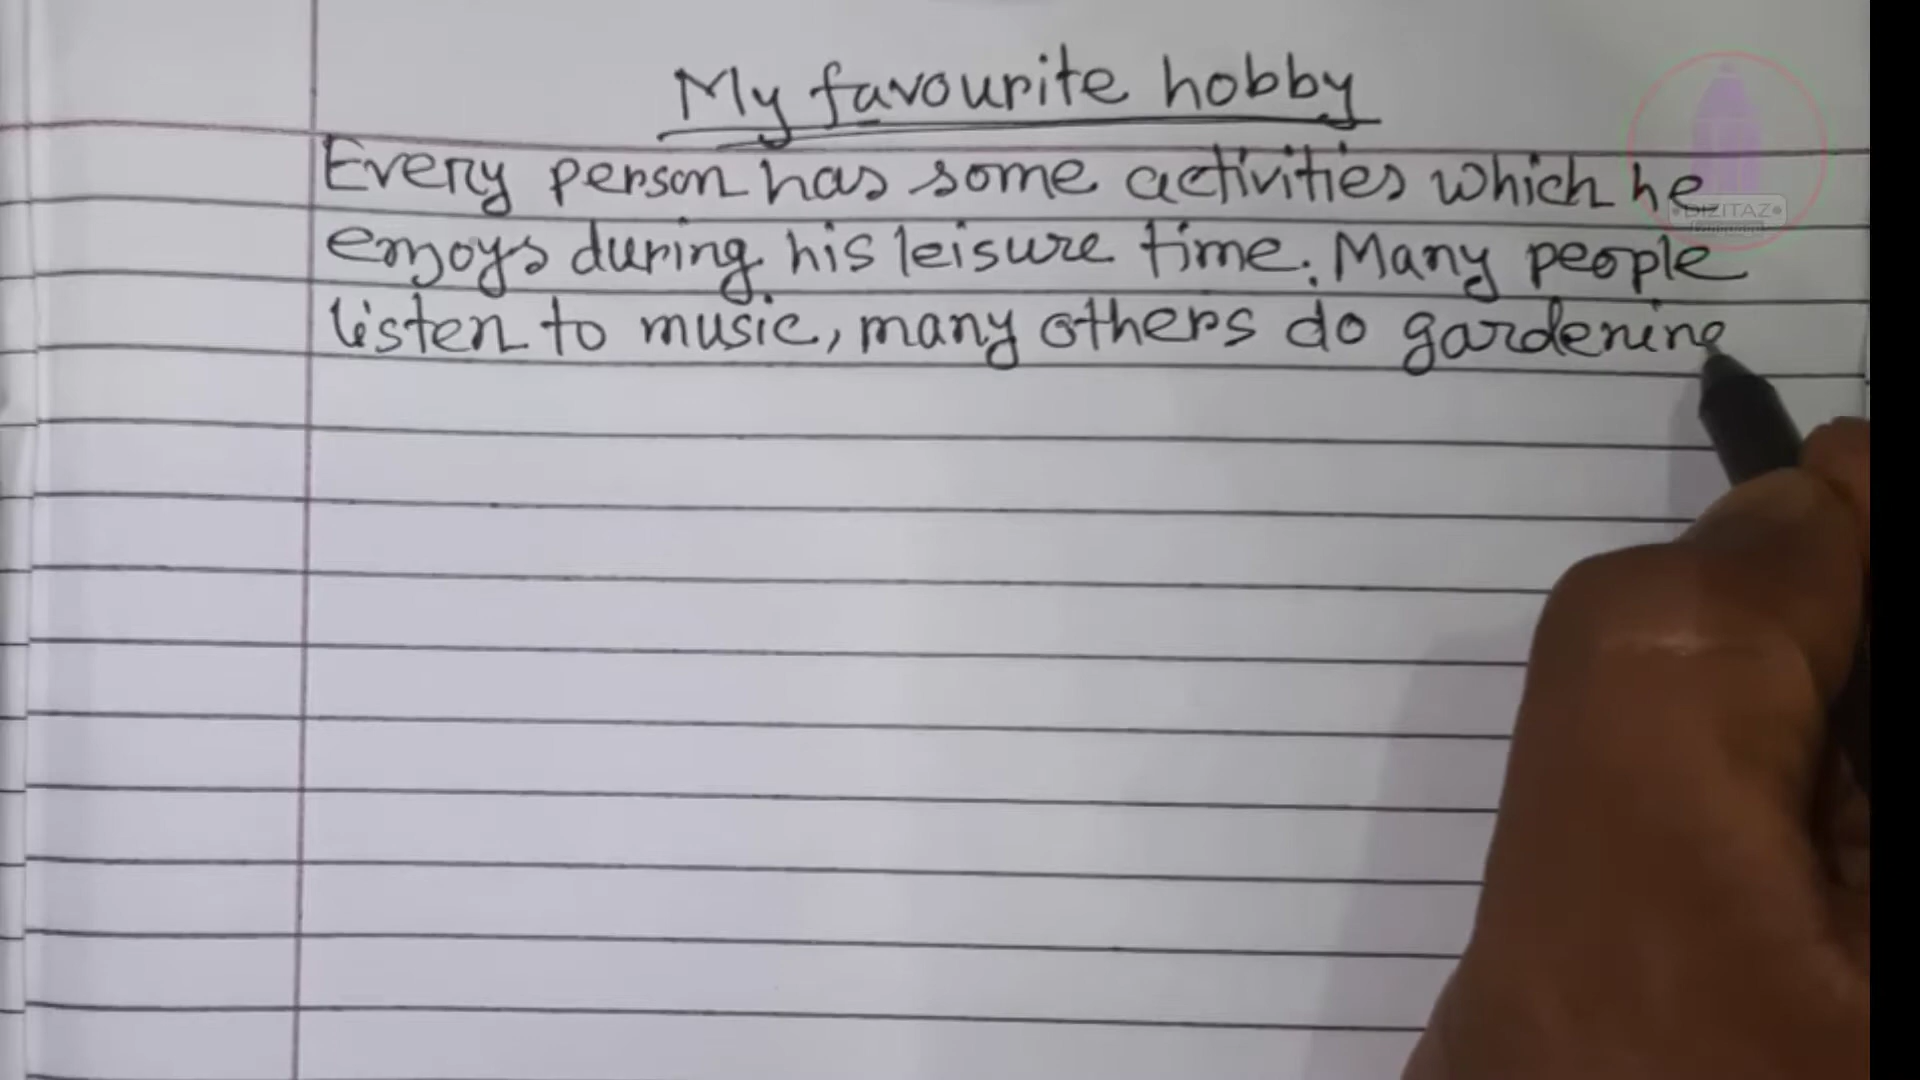 My favourite hobby
Every person has some activities which he
enjoys during his leisure time. Many people
listen to music, many others do gardening
DIZITAZ